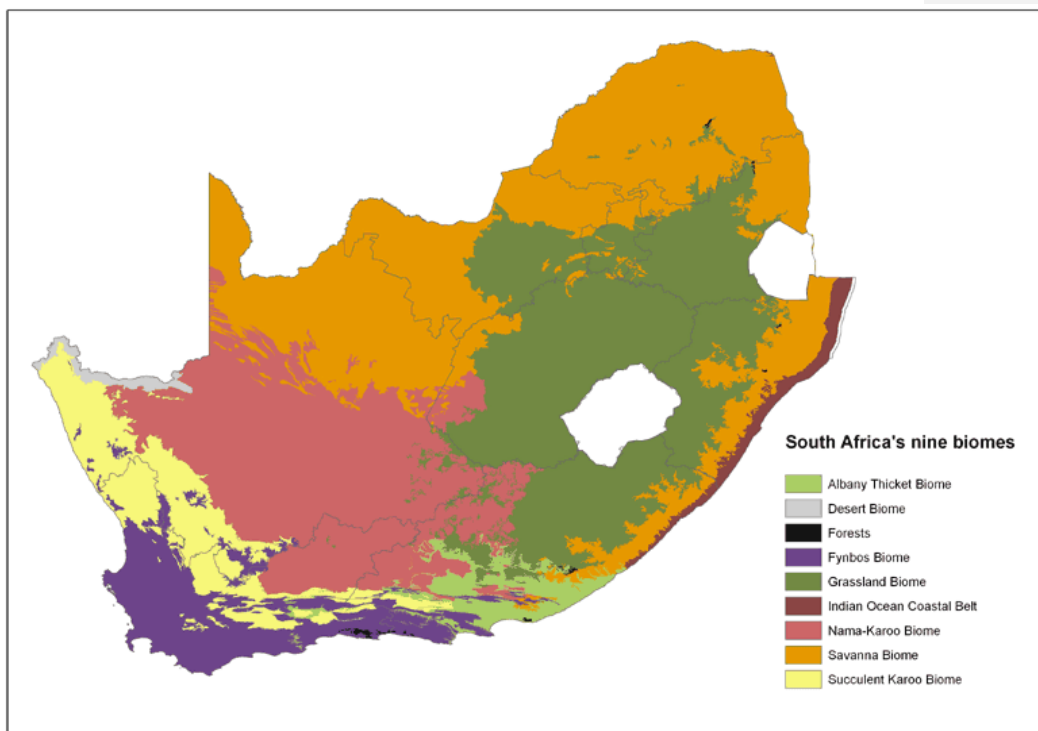 South Africa's nine biomes
Albany Thicket Biome
Desert Biome
Forests
Fynbos Biome
Grassland Biome
Indian Ocean Coastal Belt
Nama-Karoo Biome
Savanna Biome
Succulent Karoo Biome